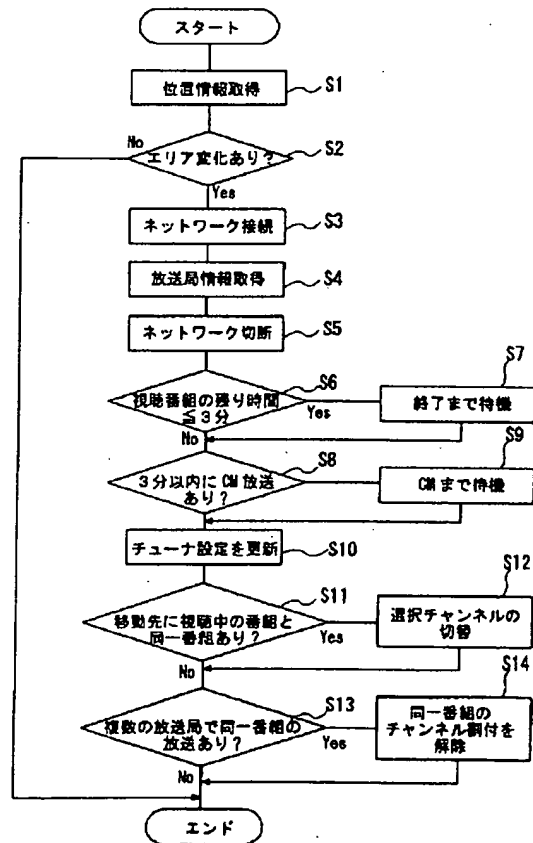 スタート
位置情報取得
S1
エリア変化あり?
S2
No
Yes
ネットワーク接続
S3
放送局情報取得
S4
ネットワーク切断
S5
視聴番組の残り時間
≦3分
S6
Yes
No
終了まで待機
S7
3分以内にCM放送
あり?
S8
CMまで待機
S9
チューナ設定を更新
S10
移動先に視聴中の番組と
同一番組あり?
S11
Yes
No
選択チャンネルの
切替
S12
複数の放送局で同一番組の
放送あり?
S13
Yes
No
同一番組の
チャンネル割付を
解除
S14
エンド